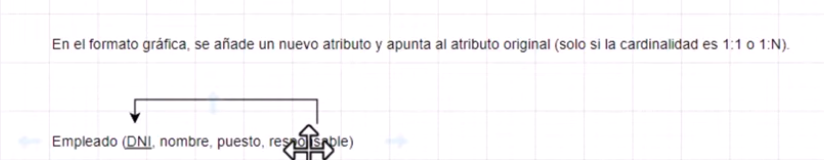 En el formato gráfica, se añade un nuevo atributo y apunta al atributo original (solo si la cardinalidad es 1:1 o 1:N).
Empleado (DNI, nombre, puesto, responsable)